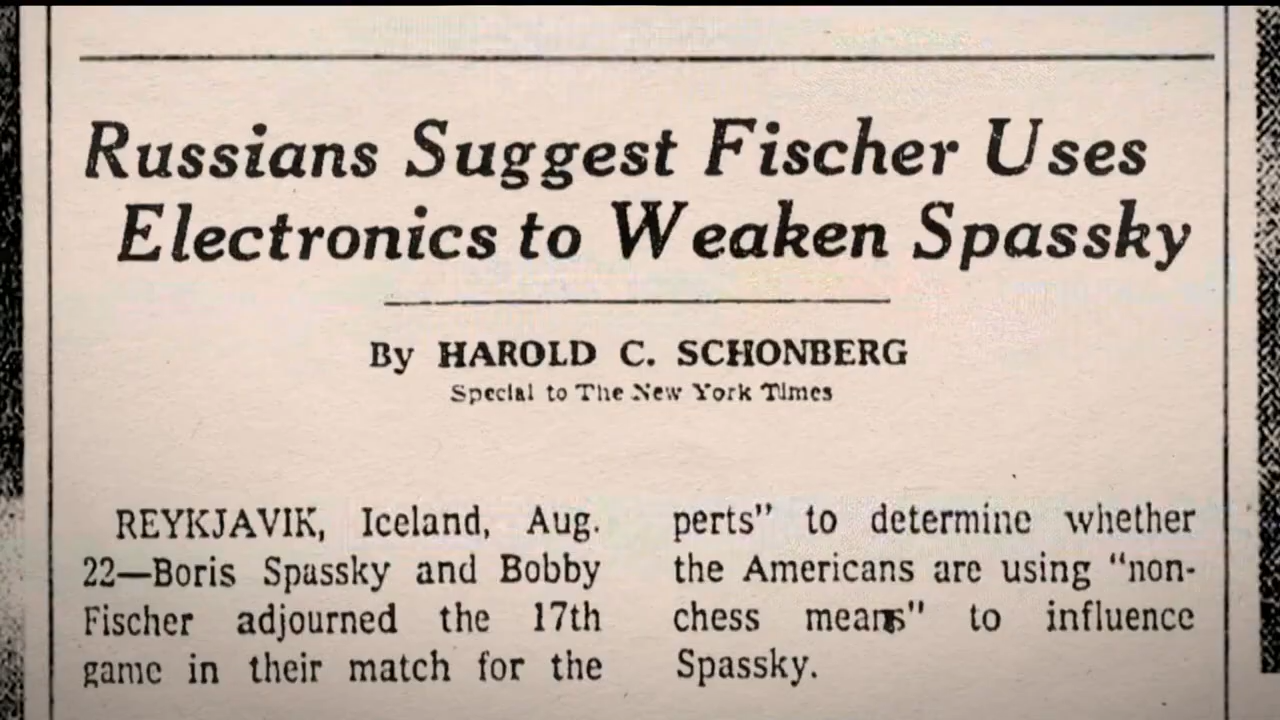 Russians Suggest Fischer Uses
Electronics to Weaken Spassky
By HAROLD C. SCHONBERG
Special to The New York Times
REYKJAVIK, Iceland, Aug.
22—Boris Spassky and Bobby
Fischer adjourned the 17th
game in their match for the
perts” to determine whether
the Americans are using “non-
chess means” to influence
Spassky.